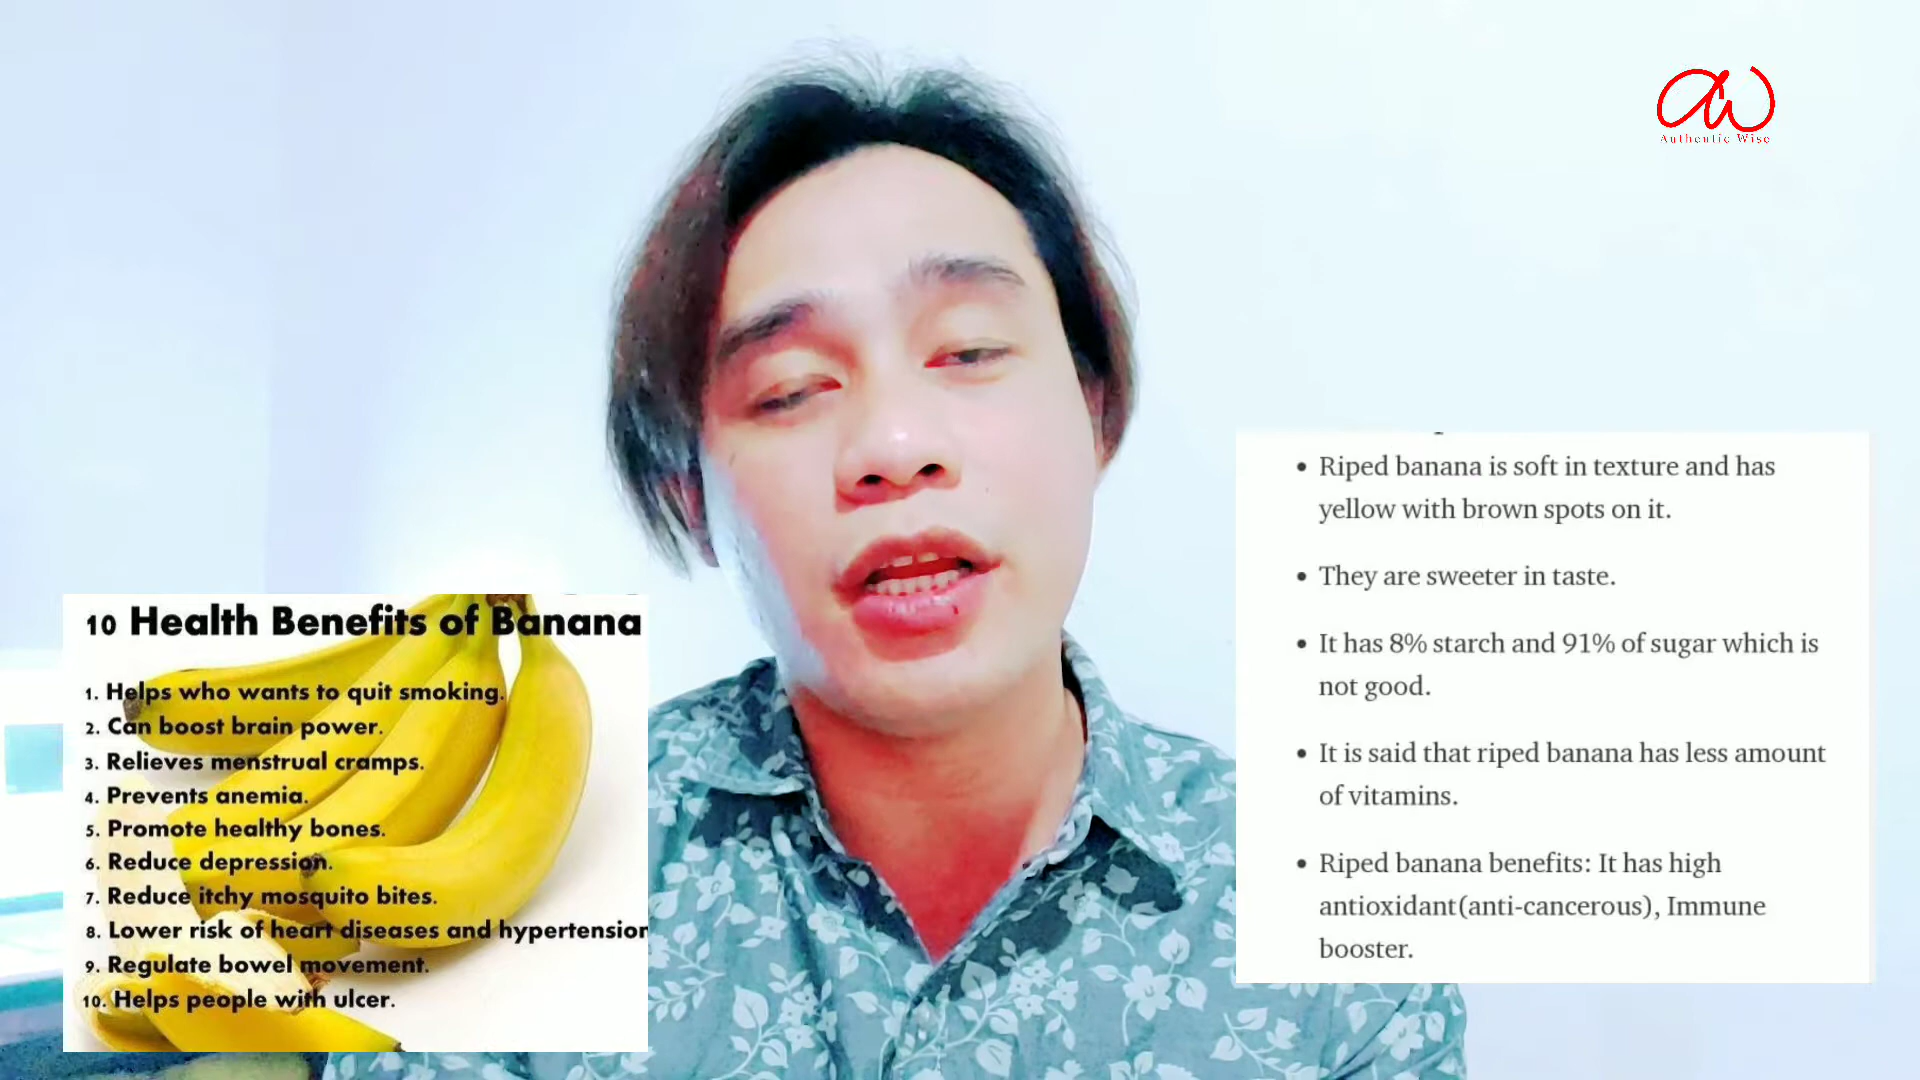 aw
Authentic Wise
10 Health Benefits of Banana
1. Helps who wants to quit smoking.
2. Can boost brain power.
3. Relieves menstrual cramps.
4. Prevents anemia.
5. Promote healthy bones.
6. Reduce depression.
7. Reduce itchy mosquito bites.
8. Lower risk of heart diseases and hypertension
9. Regulate bowel movement.
10. Helps people with ulcer.
• Riped banana is soft in texture and has
yellow with brown spots on it.
• They are sweeter in taste.
• It has 8% starch and 91% of sugar which is
not good.
• It is said that riped banana has less amount
of vitamins.
• Riped banana benefits: It has high
antioxidant(anti-cancerous), Immune
booster.